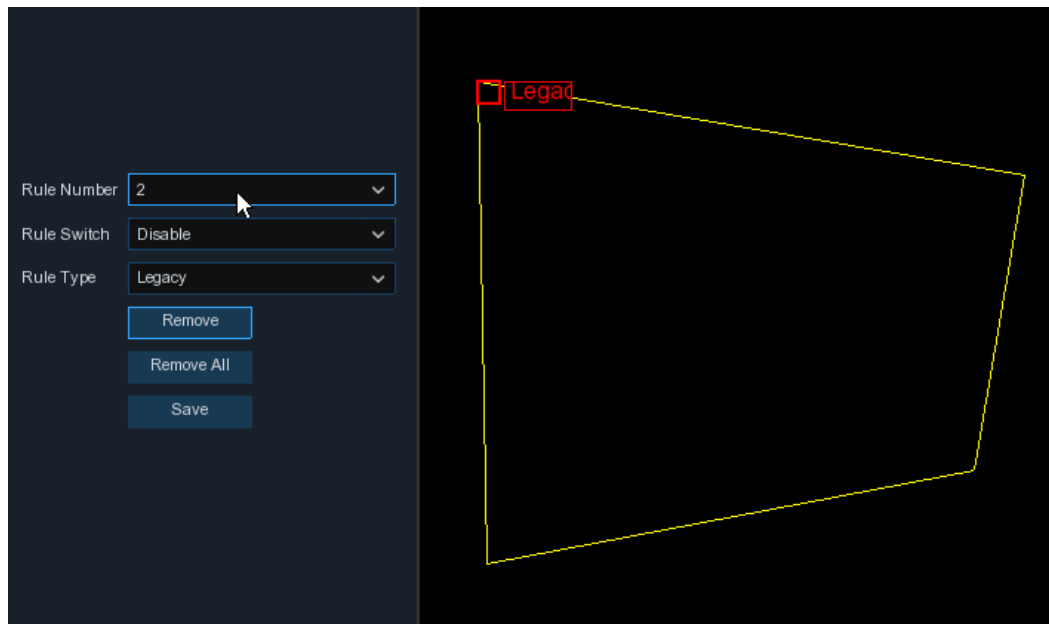 Rule Number 2
Rule Switch Disable
Rule Type Legacy
Remove
Remove All
Save
Legac